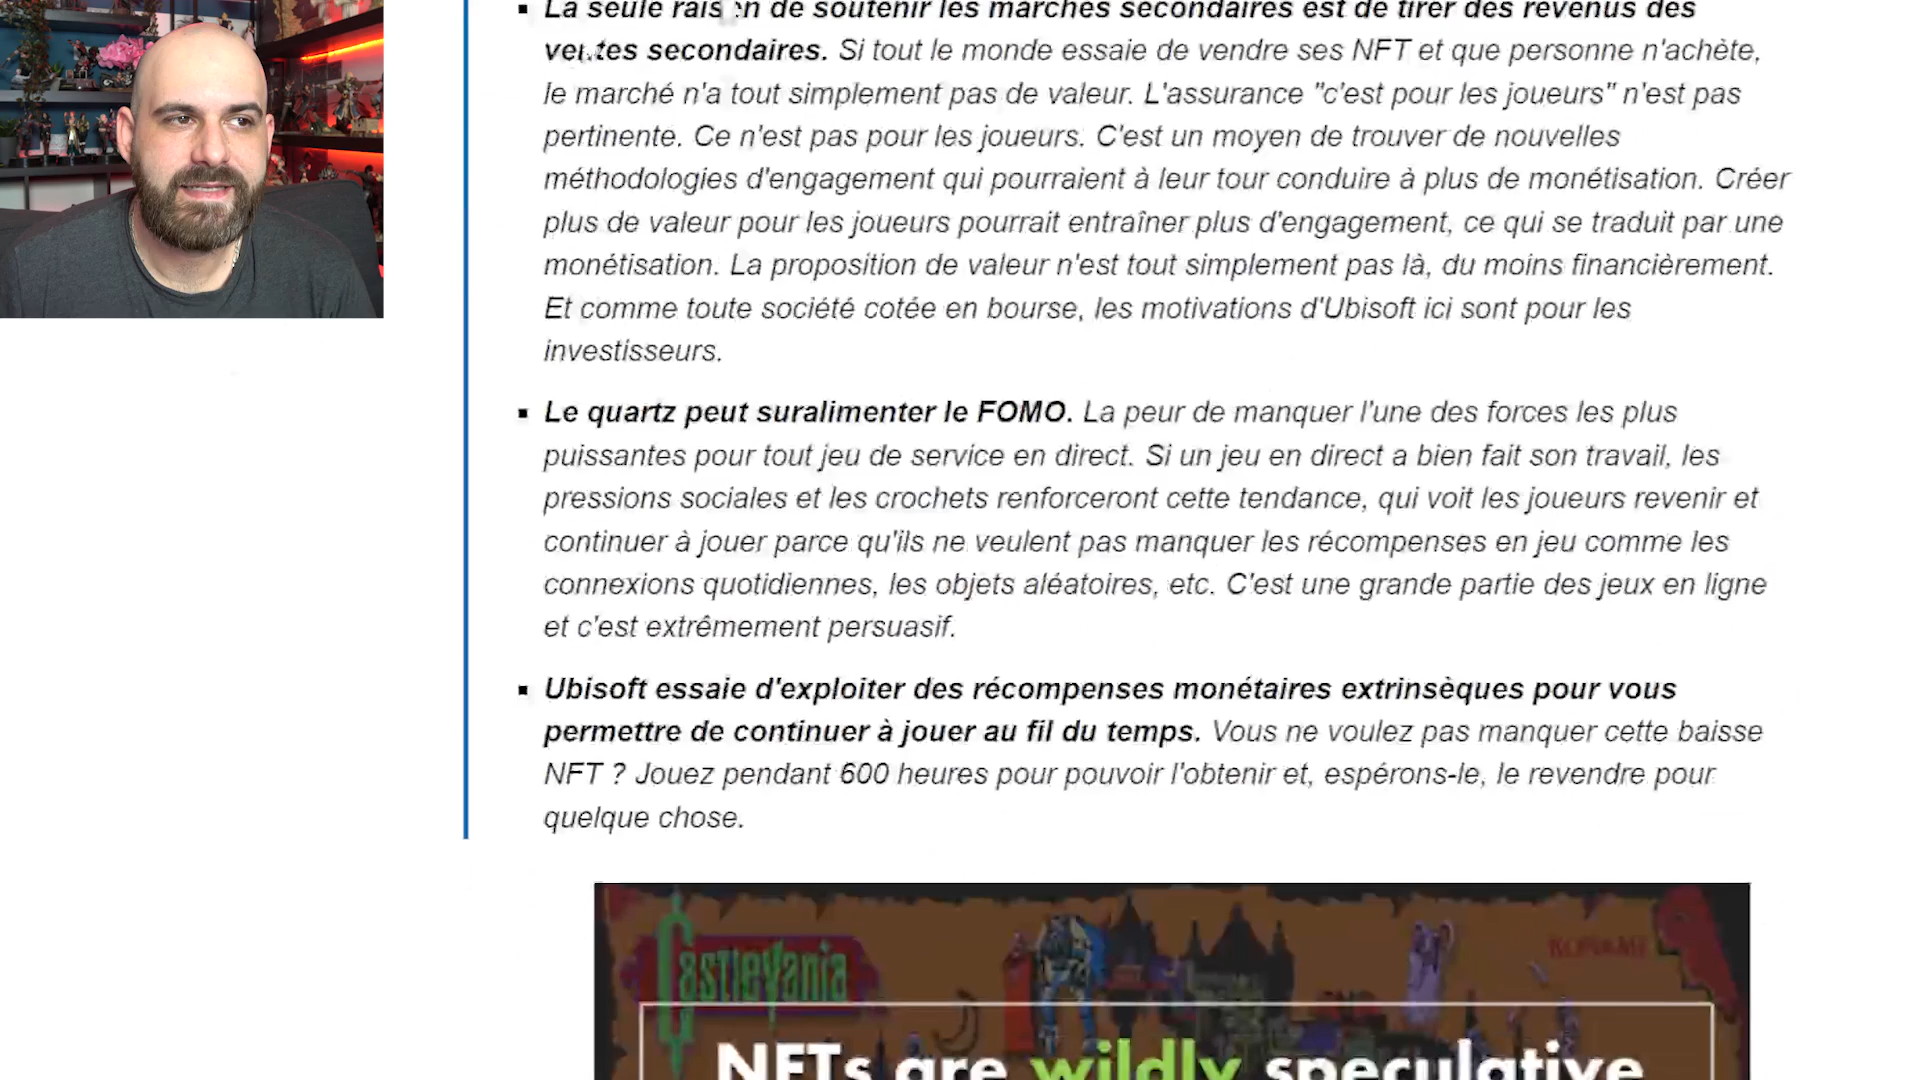 La seule raison de soutenir les marchés secondaires est de tirer des revenus des
ventes secondaires. Si tout le monde essaie de vendre ses NFT et que personne n'achète,
le marché n'a tout simplement pas de valeur. L'assurance "c'est pour les joueurs" n'est pas
pertinente. Ce n'est pas pour les joueurs. C'est un moyen de trouver de nouvelles
méthodologies d'engagement qui pourraient à leur tour conduire à plus de monétisation. Créer
plus de valeur pour les joueurs pourrait entraîner plus d'engagement, ce qui se traduit par une
monétisation. La proposition de valeur n'est tout simplement pas là, du moins financièrement.
Et comme toute société cotée en bourse, les motivations d'Ubisoft ici sont pour les
investisseurs.
Le quartz peut suralimenter le FOMO. La peur de manquer l'une des forces les plus
puissantes pour tout jeu de service en direct. Si un jeu en direct a bien fait son travail, les
pressions sociales et les crochets renforceront cette tendance, qui voit les joueurs revenir et
continuer à jouer parce qu'ils ne veulent pas manquer les récompenses en jeu comme les
connexions quotidiennes, les objets aléatoires, etc. C'est une grande partie des jeux en ligne
et c'est extrêmement persuasif.
Ubisoft essaie d'exploiter des récompenses monétaires extrinsèques pour vous
permettre de continuer à jouer au fil du temps. Vous ne voulez pas manquer cette baisse
NFT ? Jouez pendant 600 heures pour pouvoir l'obtenir et, espérons-le, le revendre pour
quelque chose.
Castlevania
KONAMI
NFTs are wildly speculative